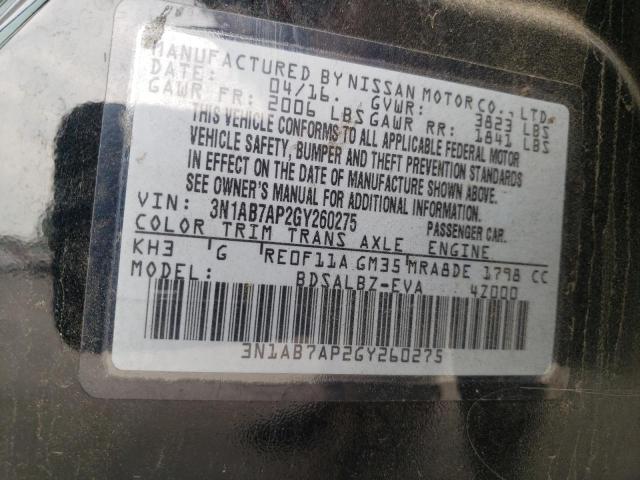 MANUFACTURED BY NISSAN MOTOR CO., LTD.
DATE: 04/16. GVWR: 3823 LBS
GAWR FR: 2006 LBS GAWR RR: 1841 LBS
THIS VEHICLE CONFORMS TO ALL APPLICABLE FEDERAL MOTOR
VEHICLE SAFETY, BUMPER AND THEFT PREVENTION STANDARDS
IN EFFECT ON THE DATE OF MANUFACTURE SHOWN ABOVE.
SEE OWNER'S MANUAL FOR ADDITIONAL INFORMATION.
VIN: 3N1AB7AP2GY260275 PASSENGER CAR.
COLOR TRIM TRANS AXLE ENGINE
KH3 G RE0F11A GM35 MRA8DE 1798 CC
MODEL: BDSALBZ-EVA 42000
3N1AB7AP2GY260275